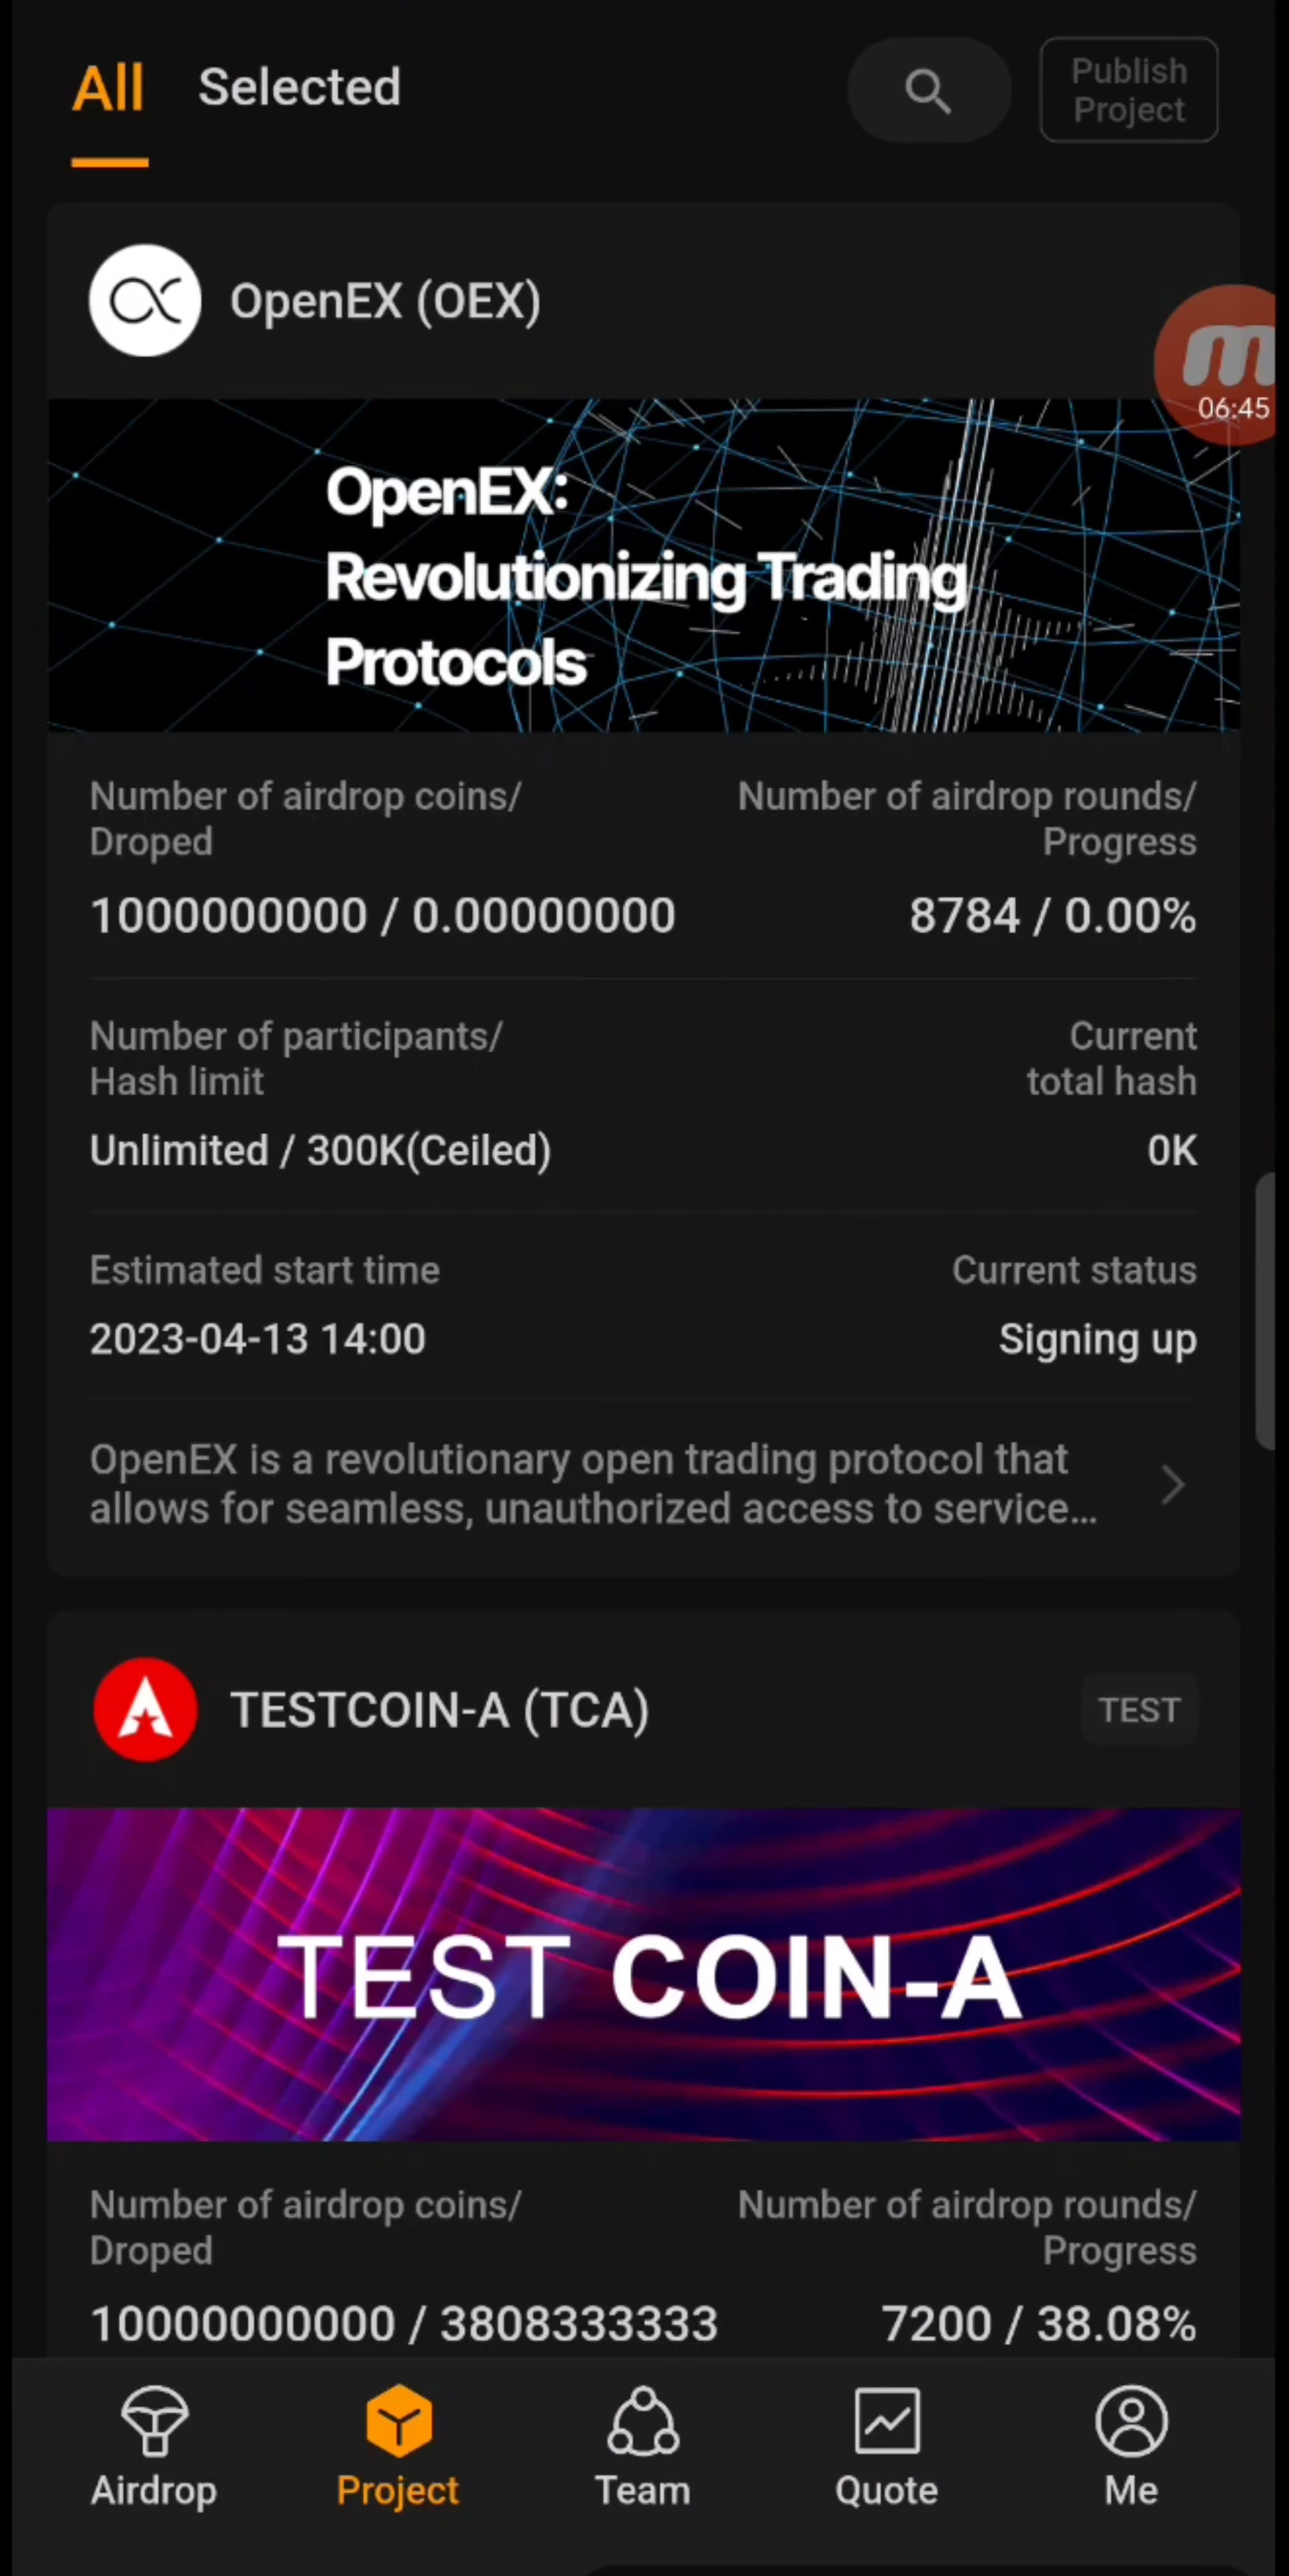 All Selected
Publish
Project
OpenEX (OEX)
06:45
OpenEX:
Revolutionizing Trading
Protocols
Number of airdrop coins/
Droped
Number of airdrop rounds/
Progress
1000000000 / 0.00000000
8784 / 0.00%
Number of participants/
Hash limit
Current
total hash
Unlimited / 300K(Ceiled)
0K
Estimated start time
Current status
2023-04-13 14:00
Signing up
OpenEX is a revolutionary open trading protocol that
allows for seamless, unauthorized access to service...
TESTCOIN-A (TCA)
TEST
TEST COIN-A
Number of airdrop coins/
Droped
Number of airdrop rounds/
Progress
10000000000 / 3808333333
7200 / 38.08%
Airdrop Project Team Quote Me